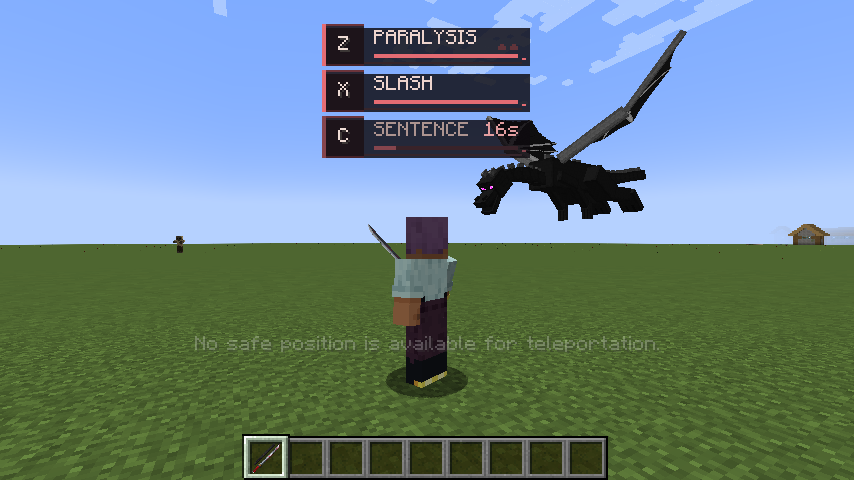 Z PARALYSIS
X SLASH
C SENTENCE 16s
No safe position is available for teleportation.